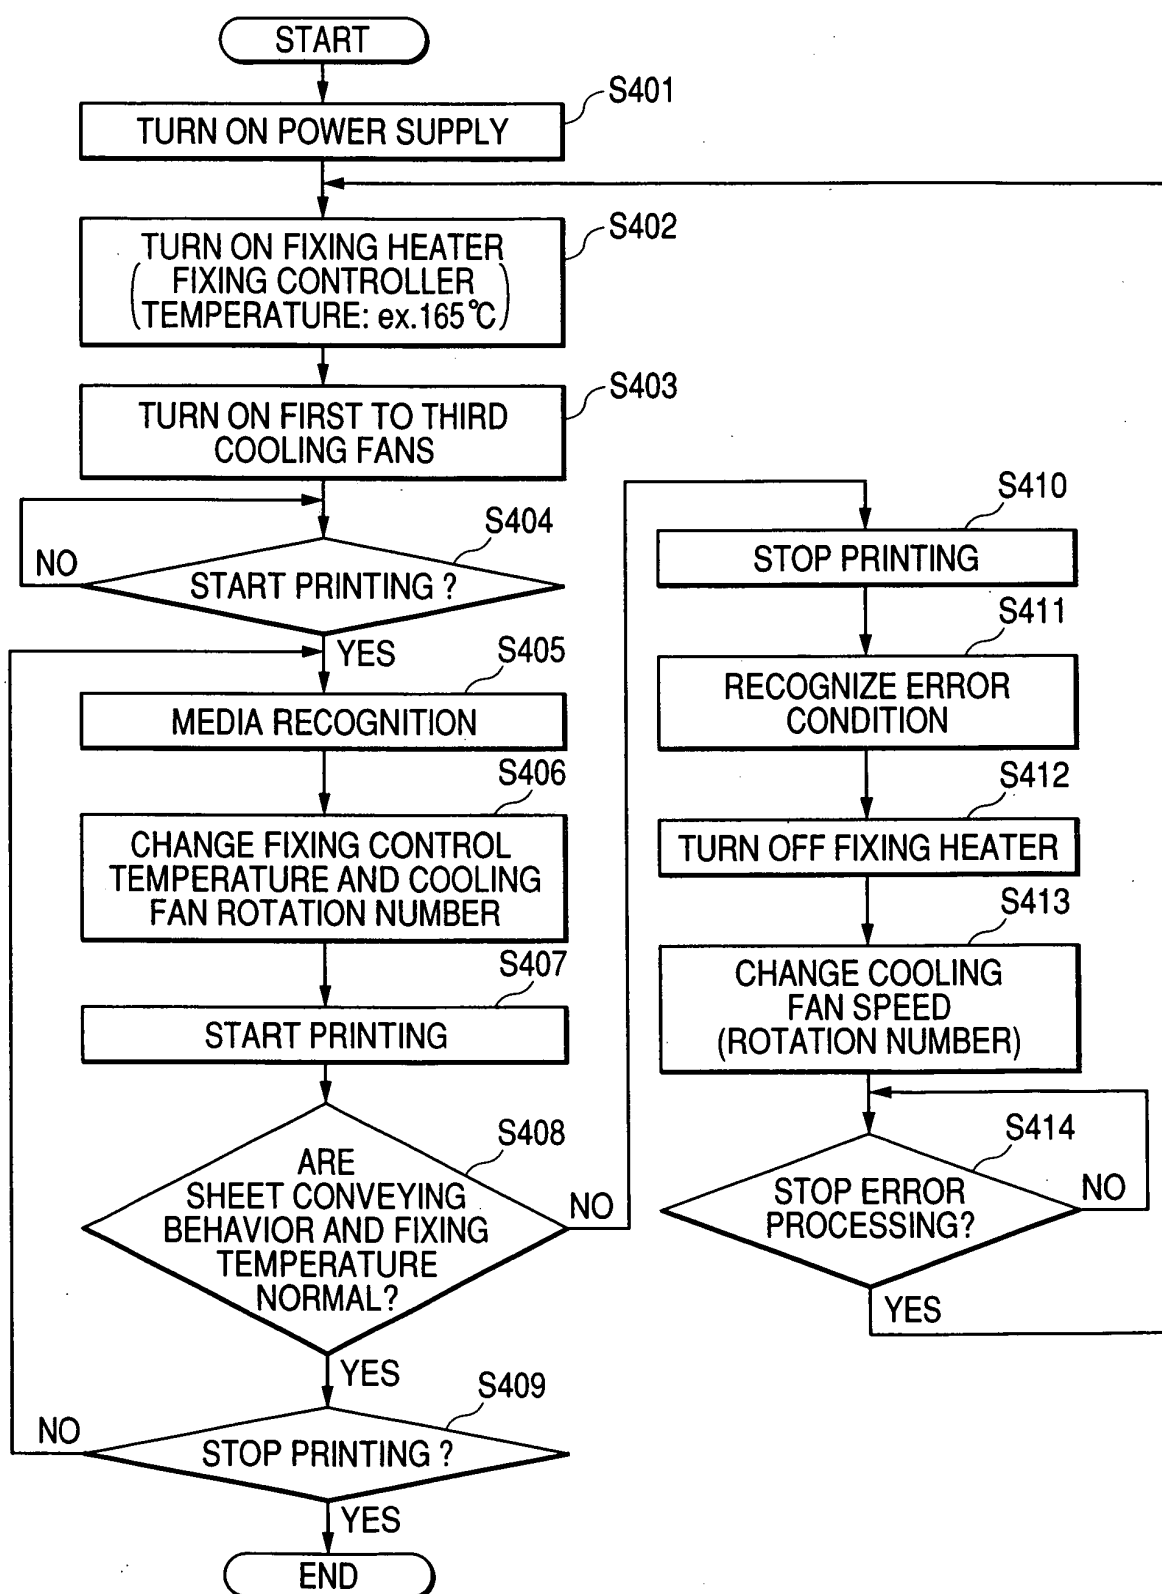 START
S401
TURN ON POWER SUPPLY
S402
TURN ON FIXING HEATER
(FIXING CONTROLLER
TEMPERATURE: ex.165°C)
S403
TURN ON FIRST TO THIRD
COOLING FANS
S404
NO
START PRINTING ?
YES
S405
MEDIA RECOGNITION
S406
CHANGE FIXING CONTROL
TEMPERATURE AND COOLING
FAN ROTATION NUMBER
S407
START PRINTING
S408
ARE
SHEET CONVEYING
BEHAVIOR AND FIXING
TEMPERATURE
NORMAL?
NO
YES
S409
NO
STOP PRINTING ?
YES
END
S410
STOP PRINTING
S411
RECOGNIZE ERROR
CONDITION
S412
TURN OFF FIXING HEATER
S413
CHANGE COOLING
FAN SPEED
(ROTATION NUMBER)
S414
STOP ERROR
PROCESSING?
NO
YES